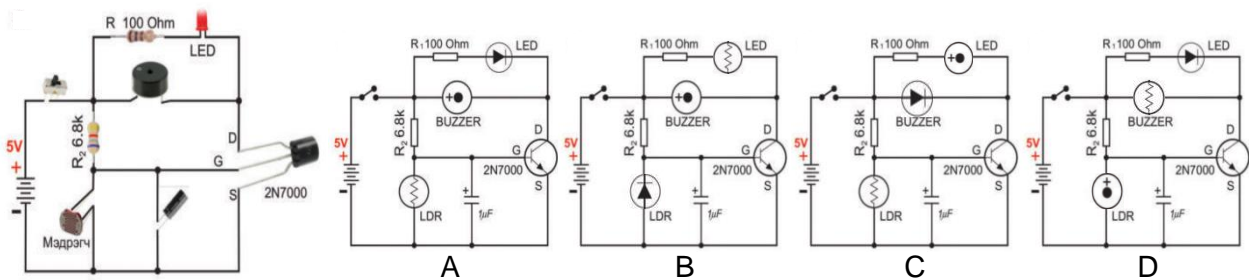 R 100 Ohm
LED
5V
+
-
R2 6.8k
D
G
S
2N7000
Мэдрэгч
R1 100 Ohm
LED
+
BUZZER
5V
+
-
R2 6.8k
D
G
S
2N7000
LDR
+
1µF
A
R1 100 Ohm
LED
+
BUZZER
5V
+
-
R2 6.8k
D
G
S
2N7000
LDR
+
1µF
B
R1 100 Ohm
LED
+
BUZZER
5V
+
-
R2 6.8k
D
G
S
2N7000
LDR
+
1µF
C
R1 100 Ohm
LED
BUZZER
5V
+
-
R2 6.8k
D
G
S
2N7000
+
LDR
+
1µF
D